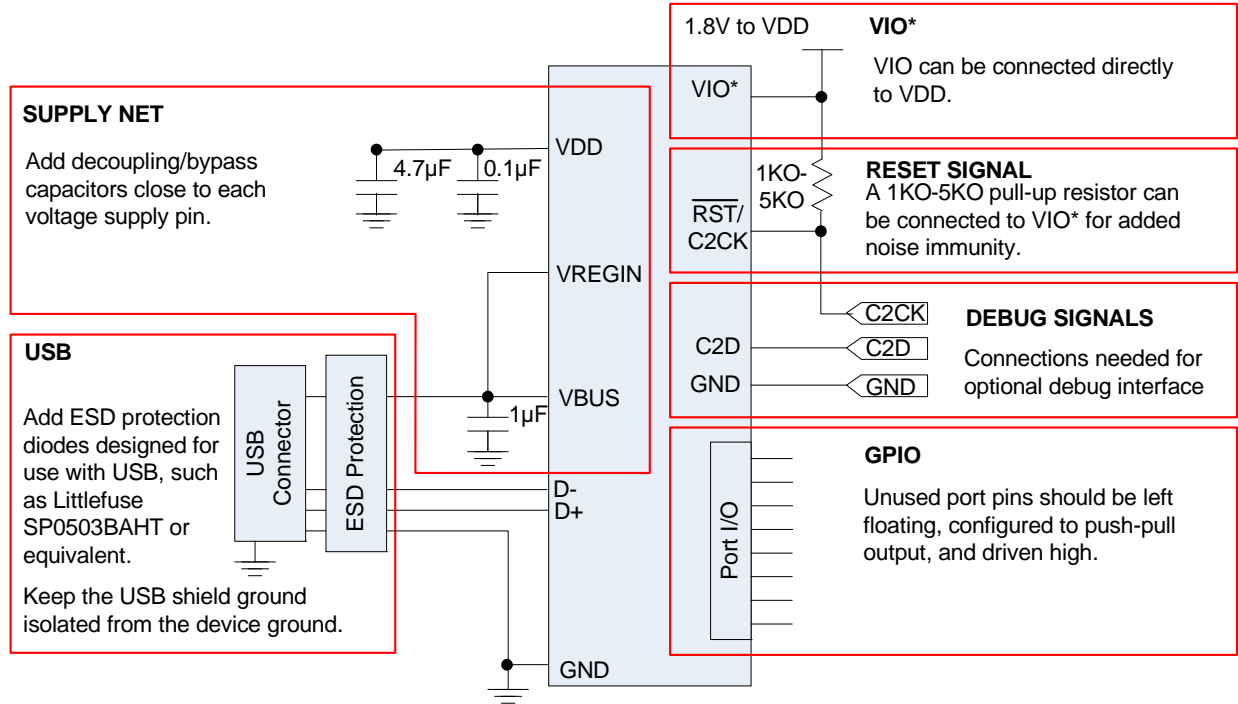 SUPPLY NET
Add decoupling/bypass
capacitors close to each
voltage supply pin.
4.7µF
0.1µF
VDD
VREGIN
VBUS
1µF
USB
Add ESD protection
diodes designed for
use with USB, such
as Littlefuse
SP0503BAHT or
equivalent.
Keep the USB shield ground
isolated from the device ground.
USB
Connector
ESD Protection
D-
D+
GND
1.8V to VDD
VIO*
VIO can be connected directly
to VDD.
VIO*
RESET SIGNAL
A 1KO-5KO pull-up resistor can
be connected to VIO* for added
noise immunity.
1KO-
5KO
RST/
C2CK
DEBUG SIGNALS
Connections needed for
optional debug interface
C2CK
C2D
C2D
GND
GND
GPIO
Unused port pins should be left
floating, configured to push-pull
output, and driven high.
Port I/O